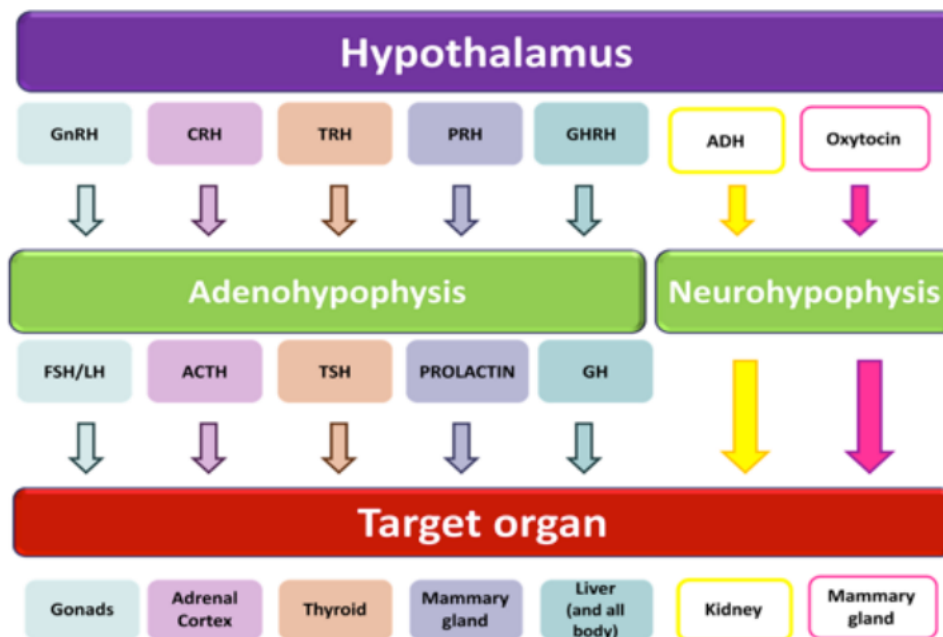 Hypothalamus
GnRH
CRH
TRH
PRH
GHRH
ADH
Oxytocin
Adenohypophysis
Neurohypophysis
FSH/LH
ACTH
TSH
PROLACTIN
GH
Target organ
Gonads
Adrenal
Cortex
Thyroid
Mammary
gland
Liver
(and all
body)
Kidney
Mammary
gland